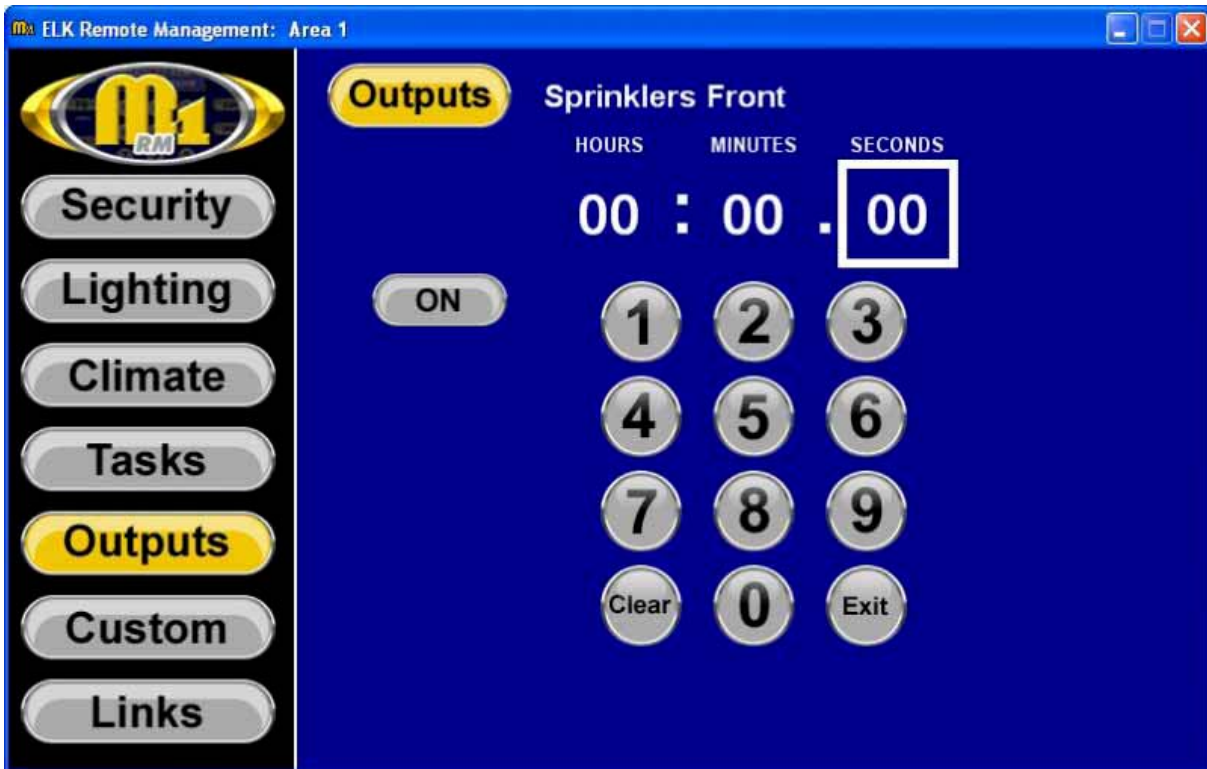 ELK Remote Management: Area 1
M1
RM
Security
Lighting
Climate
Tasks
Outputs
Custom
Links
Outputs Sprinklers Front
HOURS MINUTES SECONDS
00 : 00 . 00
ON
1 2 3
4 5 6
7 8 9
Clear 0 Exit